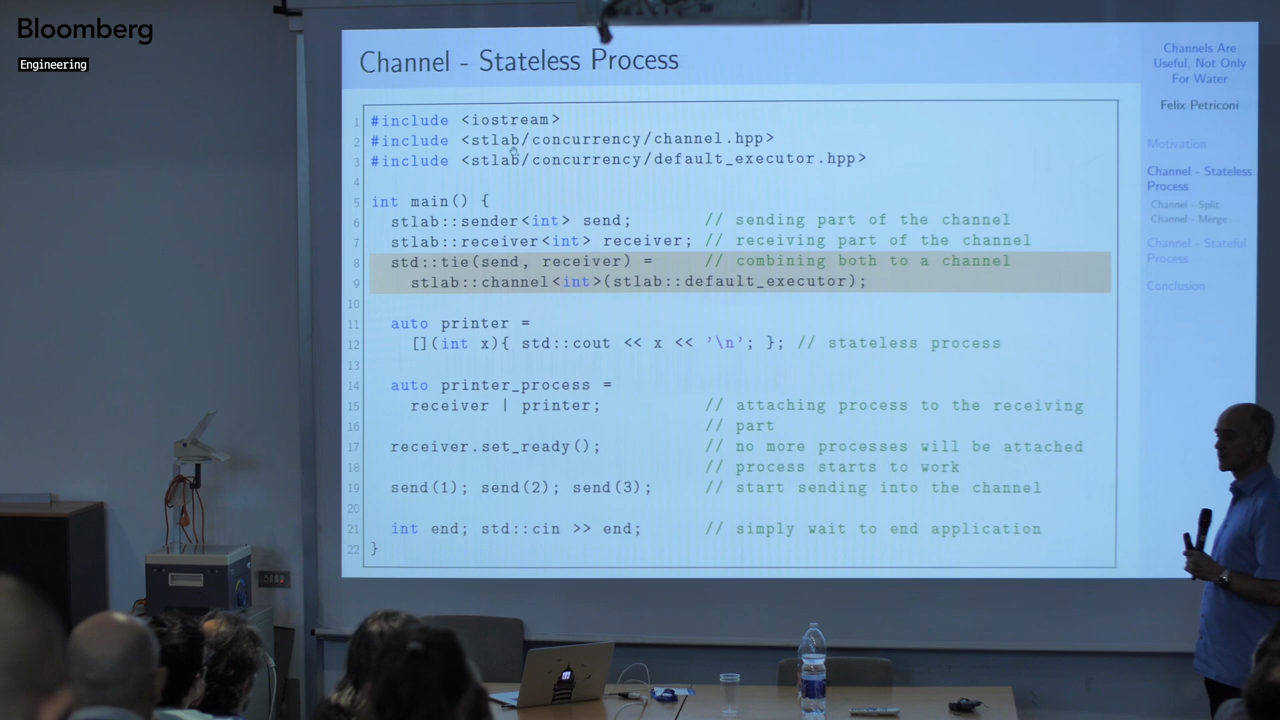 Bloomberg
Engineering
Channel - Stateless Process
1 #include <iostream>
2 #include <stlab/concurrency/channel.hpp>
3 #include <stlab/concurrency/default_executor.hpp>
4
5 int main() {
6 stlab::sender<int> send; // sending part of the channel
7 stlab::receiver<int> receiver; // receiving part of the channel
8 std::tie(send, receiver) = // combining both to a channel
9 stlab::channel<int>(stlab::default_executor);
10
11 auto printer =
12 [](int x){ std::cout << x << '\n'; }; // stateless process
13
14 auto printer_process =
15 receiver | printer; // attaching process to the receiving
16 // part
17 receiver.set_ready(); // no more processes will be attached
18 // process starts to work
19 send(1); send(2); send(3); // start sending into the channel
20
21 int end; std::cin >> end; // simply wait to end application
22 }
Channels Are
Useful, Not Only
For Water
Felix Petriconi
Motivation
Channel - Stateless
Process
Channel - Split
Channel - Merge
Channel - Stateful
Process
Conclusion